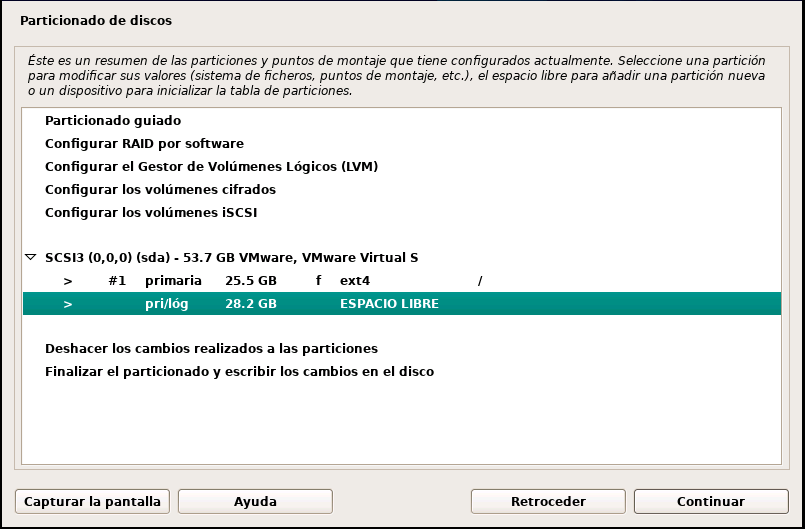 Particionado de discos
Éste es un resumen de las particiones y puntos de montaje que tiene configurados actualmente. Seleccione una partición
para modificar sus valores (sistema de ficheros, puntos de montaje, etc.), el espacio libre para añadir una partición nueva
o un dispositivo para inicializar la tabla de particiones.
Particionado guiado
Configurar RAID por software
Configurar el Gestor de Volúmenes Lógicos (LVM)
Configurar los volúmenes cifrados
Configurar los volúmenes iSCSI
SCSI3 (0,0,0) (sda) - 53.7 GB VMware, VMware Virtual S
> #1 primaria 25.5 GB f ext4 /
> pri/lóg 28.2 GB ESPACIO LIBRE
Deshacer los cambios realizados a las particiones
Finalizar el particionado y escribir los cambios en el disco
Capturar la pantalla Ayuda Retroceder Continuar